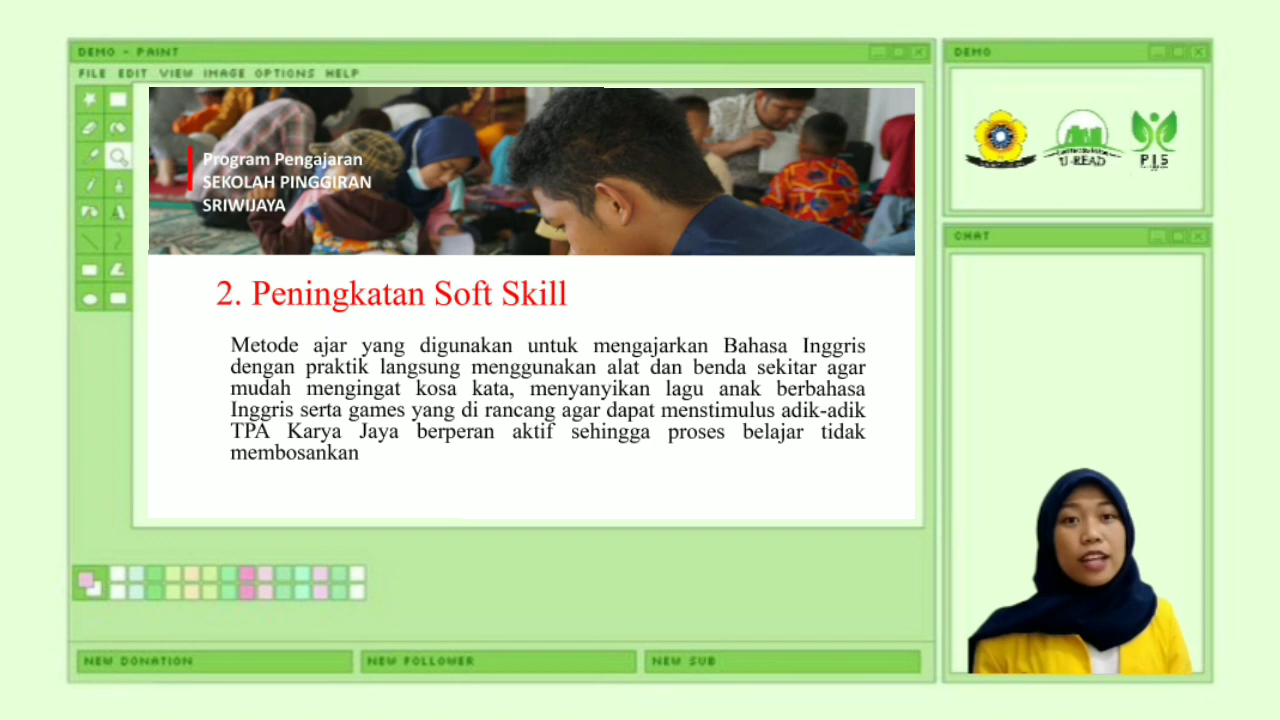 DEMO - PAINT
FILE EDIT VIEW IMAGE OPTIONS HELP
Program Pengajaran
SEKOLAH PINGGIRAN
SRIWIJAYA
2. Peningkatan Soft Skill
Metode ajar yang digunakan untuk mengajarkan Bahasa Inggris
dengan praktik langsung menggunakan alat dan benda sekitar agar
mudah mengingat kosa kata, menyanyikan lagu anak berbahasa
Inggris serta games yang di rancang agar dapat menstimulus adik-adik
TPA Karya Jaya berperan aktif sehingga proses belajar tidak
membosankan
NEW DONATION
NEW FOLLOWER
NEW SUB
DEMO
U-READ
PIS
CHAT